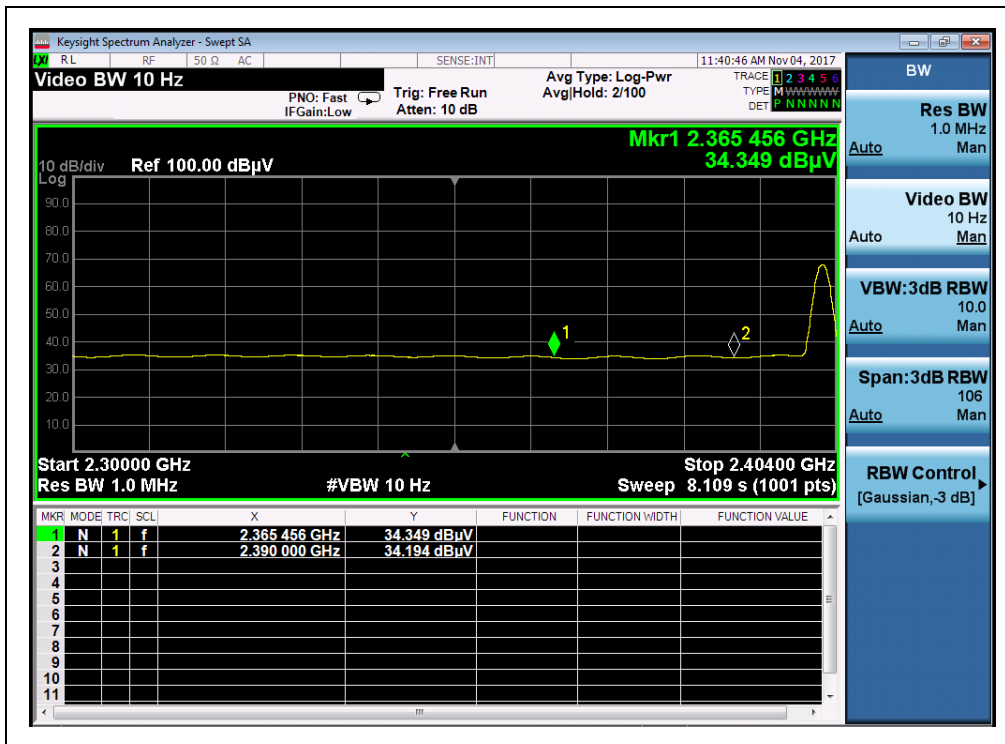 Keysight Spectrum Analyzer - Swept SA
LXI RL RF 50 Ω AC SENSE:INT 11:40:46 AM Nov 04, 2017
Video BW 10 Hz
PNO: Fast
IFGain:Low
Trig: Free Run
Atten: 10 dB
Avg Type: Log-Pwr
Avg|Hold: 2/100
TRACE 1 2 3 4 5 6
TYPE M WWWWW
DET P N N N N N
Mkr1 2.365 456 GHz
34.349 dBµV
10 dB/div Ref 100.00 dBµV
Log
90.0
80.0
70.0
60.0
50.0
40.0
30.0
20.0
10.0
1
2
Start 2.30000 GHz Stop 2.40400 GHz
Res BW 1.0 MHz #VBW 10 Hz Sweep 8.109 s (1001 pts)
MKR MODE TRC SCL X Y FUNCTION FUNCTION WIDTH FUNCTION VALUE
1 N 1 f 2.365 456 GHz 34.349 dBµV
2 N 1 f 2.390 000 GHz 34.194 dBµV
3
4
5
6
7
8
9
10
11
BW
Res BW
1.0 MHz
Auto Man
Video BW
10 Hz
Auto Man
VBW:3dB RBW
10.0
Auto Man
Span:3dB RBW
106
Auto Man
RBW Control
[Gaussian,-3 dB]